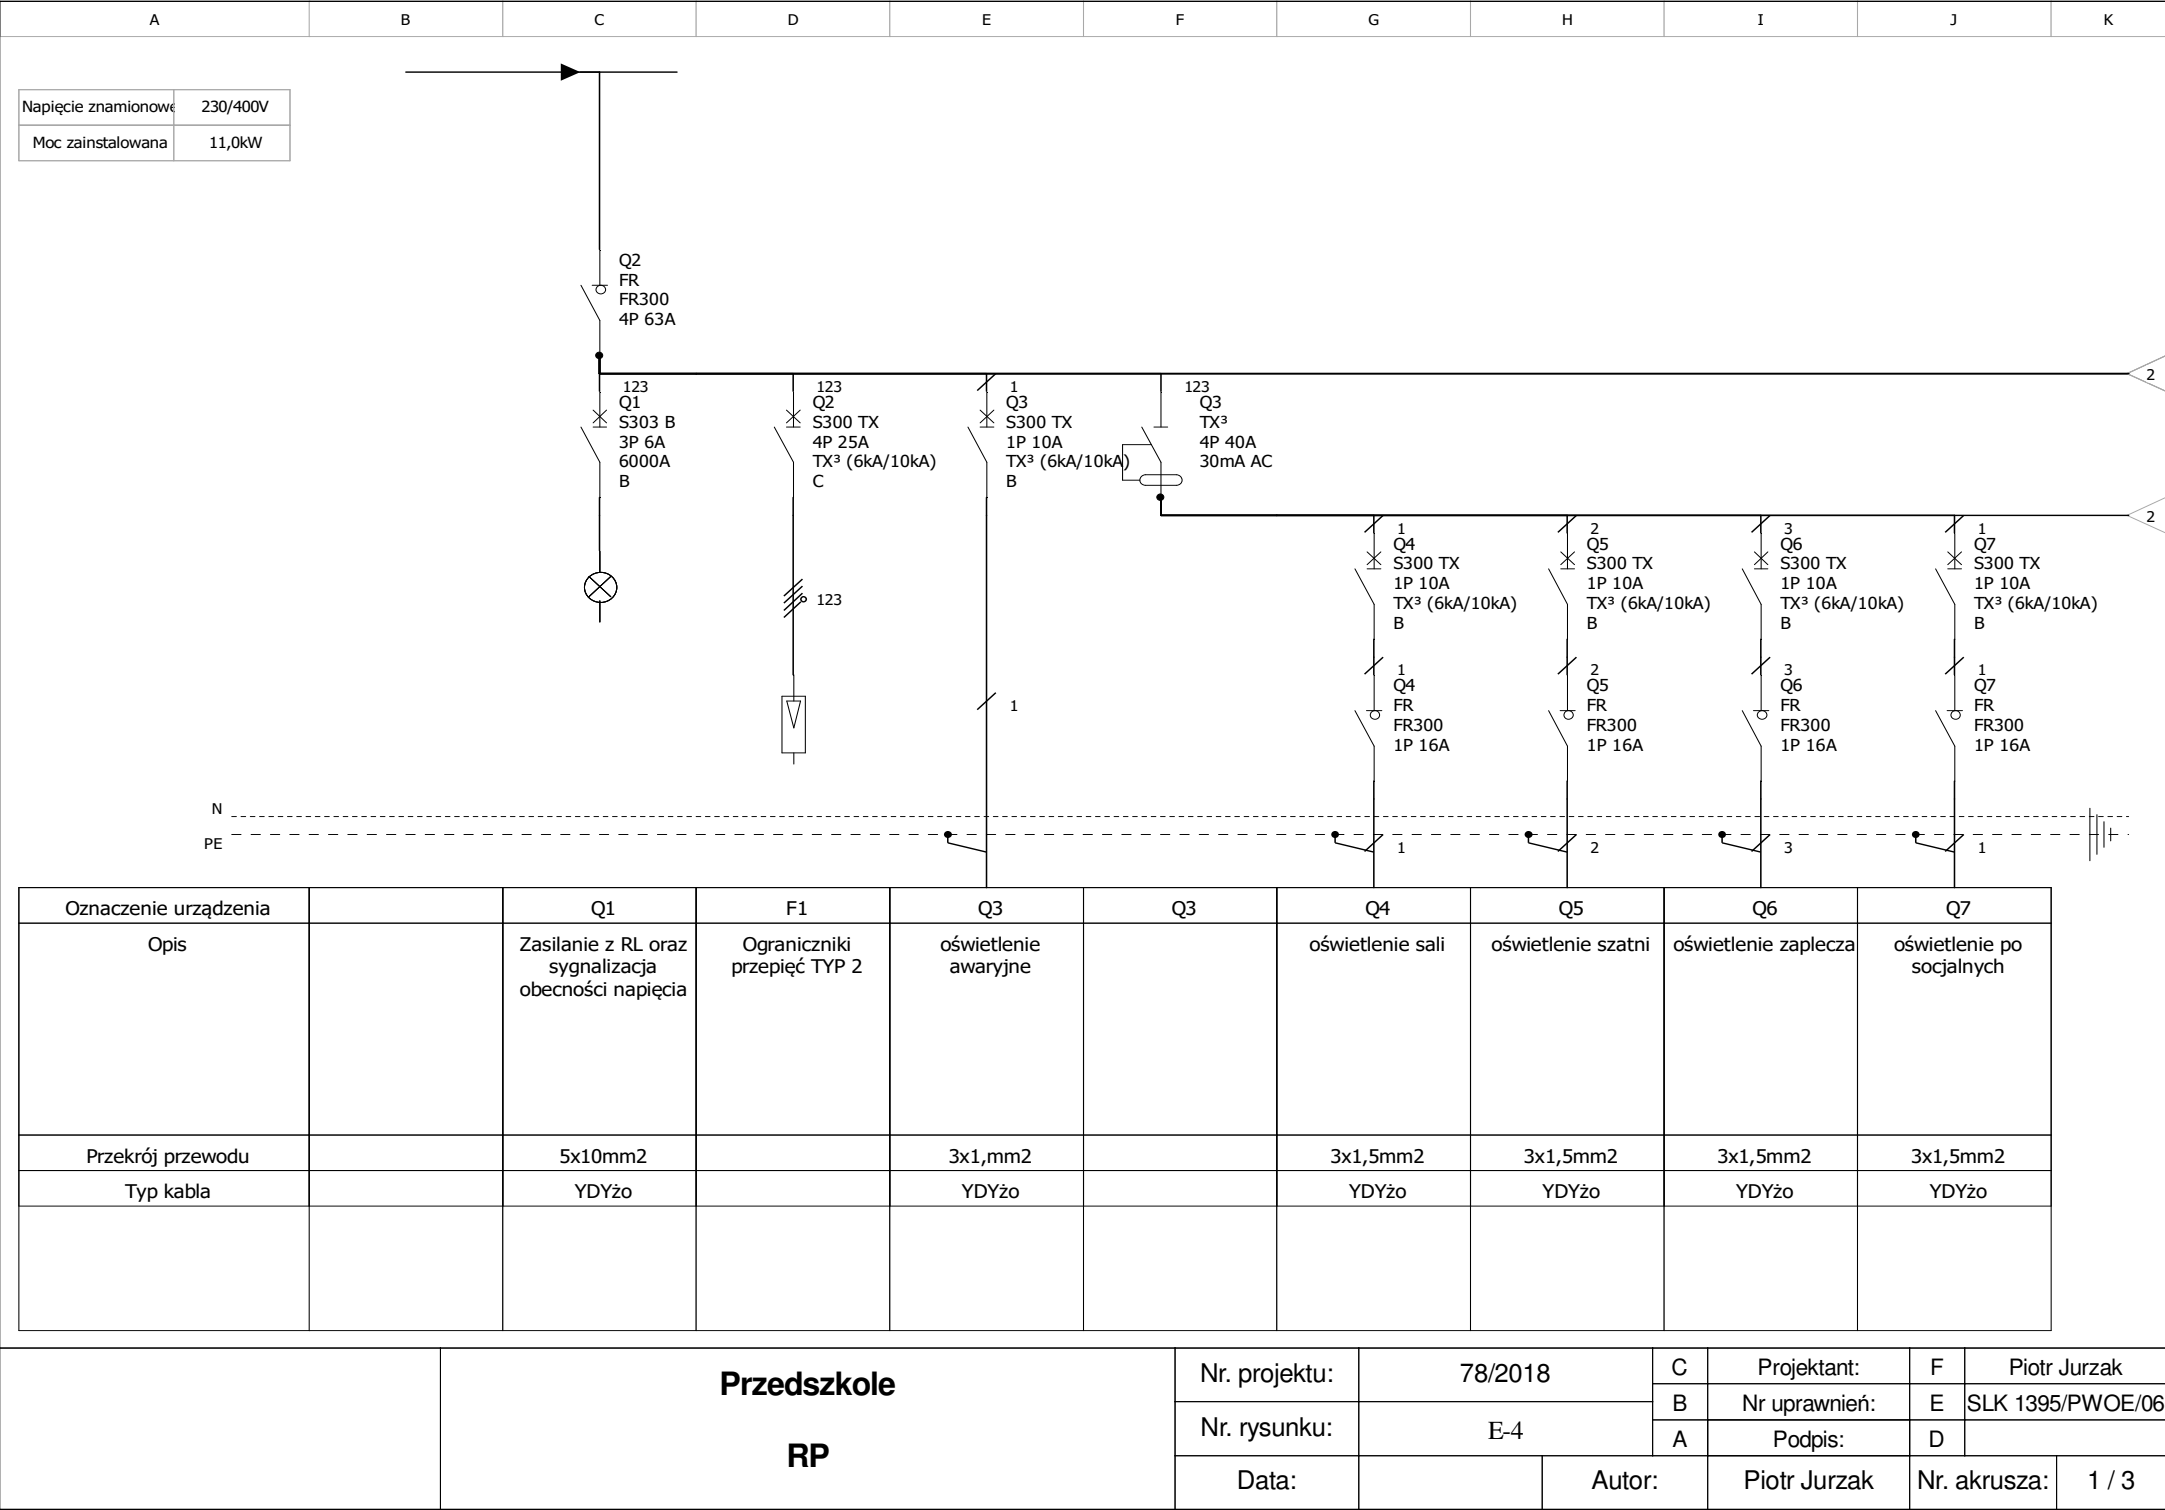 A B C D E F G H I J K
Napięcie znamionowe 230/400V
Moc zainstalowana 11,0kW
Q2
FR
FR300
4P 63A
2
123
Q1
S303 B
3P 6A
6000A
B
123
Q2
S300 TX
4P 25A
TX³ (6kA/10kA)
C
123
1
Q3
S300 TX
1P 10A
TX³ (6kA/10kA)
B
1
123
Q3
TX³
4P 40A
30mA AC
2
1
Q4
S300 TX
1P 10A
TX³ (6kA/10kA)
B
1
Q4
FR
FR300
1P 16A
2
Q5
S300 TX
1P 10A
TX³ (6kA/10kA)
B
2
Q5
FR
FR300
1P 16A
3
Q6
S300 TX
1P 10A
TX³ (6kA/10kA)
B
3
Q6
FR
FR300
1P 16A
1
Q7
S300 TX
1P 10A
TX³ (6kA/10kA)
B
1
Q7
FR
FR300
1P 16A
N
PE
1 2 3 1
Oznaczenie urządzenia Q1 F1 Q3 Q3 Q4 Q5 Q6 Q7
Opis
Zasilanie z RL oraz
sygnalizacja
obecności napięcia
Ograniczniki
przepięć TYP 2
oświetlenie
awaryjne
oświetlenie sali
oświetlenie szatni
oświetlenie zaplecza
oświetlenie po
socjalnych
Przekrój przewodu 5x10mm2 3x1,mm2 3x1,5mm2 3x1,5mm2 3x1,5mm2 3x1,5mm2
Typ kabla YDYżo YDYżo YDYżo YDYżo YDYżo YDYżo
Przedszkole
RP
Nr. projektu: 78/2018
Nr. rysunku: E-4
C Projektant: F Piotr Jurzak
B Nr uprawnień: E SLK 1395/PWOE/06
A Podpis: D
Data: Autor: Piotr Jurzak Nr. akrusza: 1 / 3